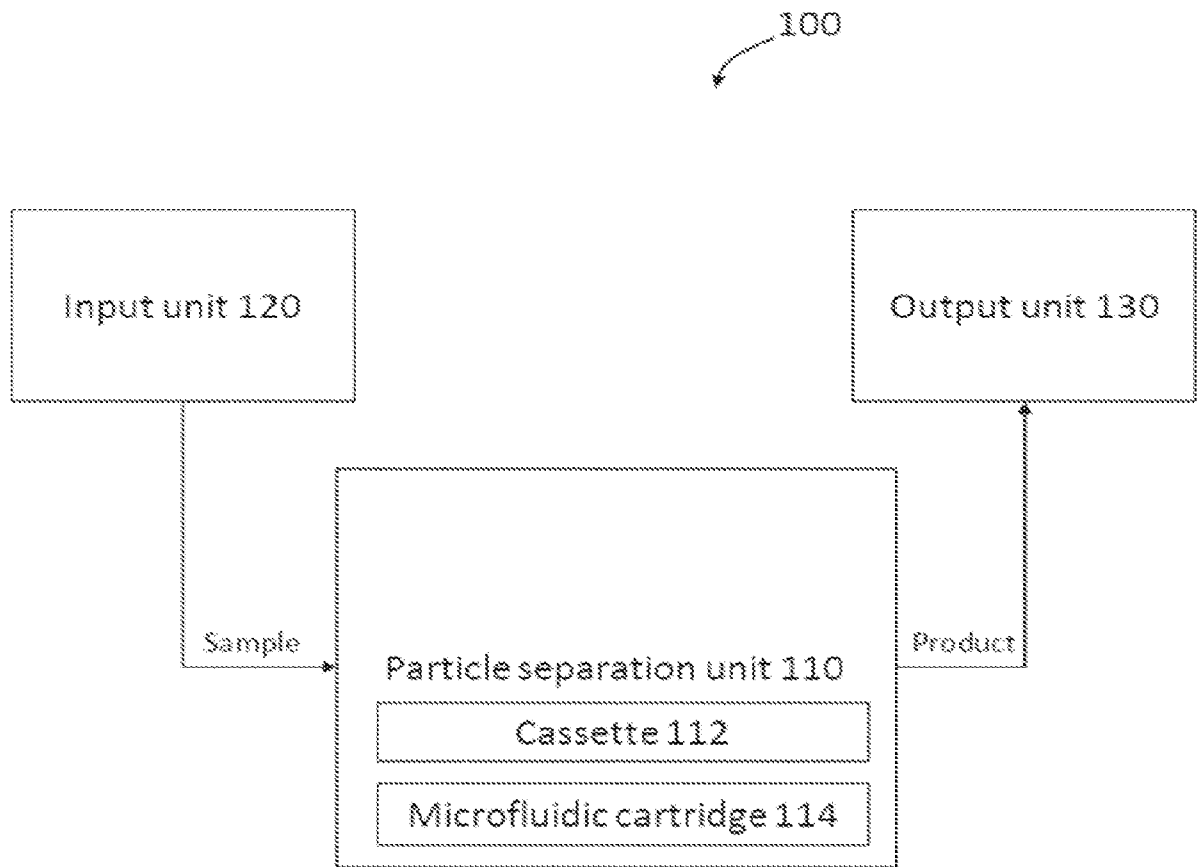 100
Input unit 120
Output unit 130
Sample
Product
Particle separation unit 110
Cassette 112
Microfluidic cartridge 114